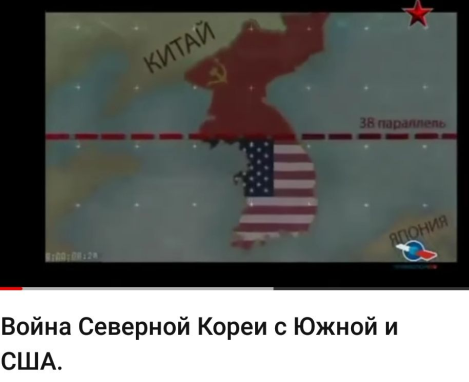 КИТАЙ
38 параллель
ЯПОНИЯ
Война Северной Кореи с Южной и
США.